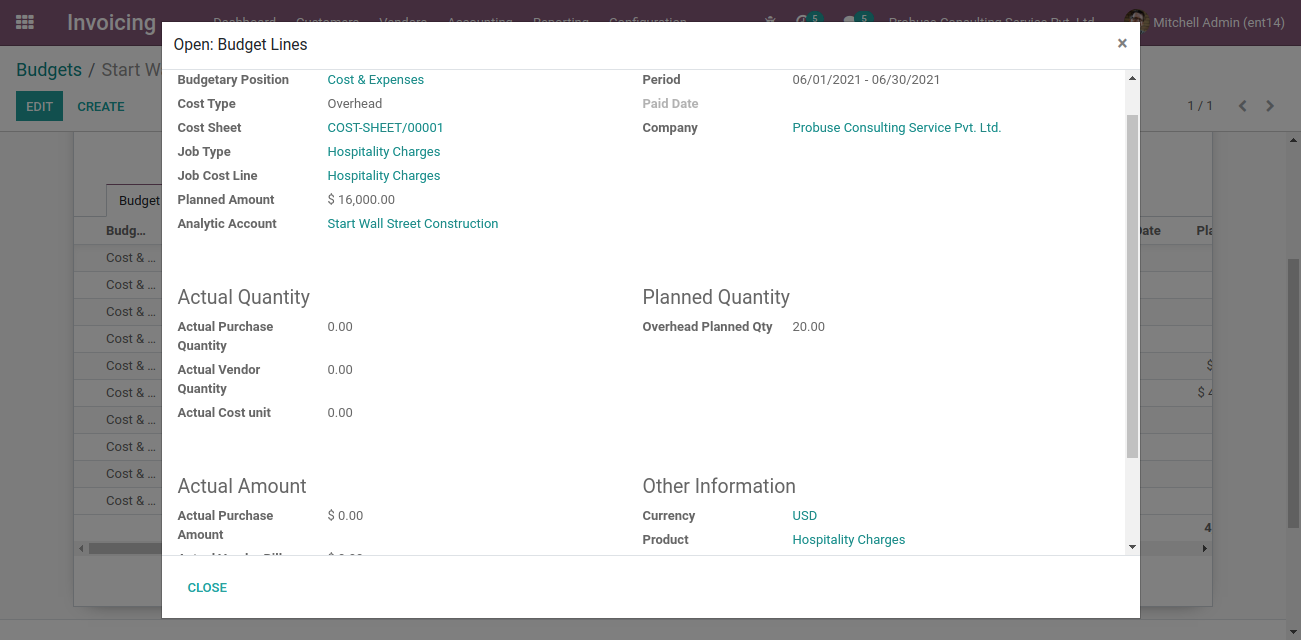 Invoicing
Dashboard Customers Vendors Accounting Reporting Configuration
5
5
Probuse Consulting Service Pvt. Ltd.
Mitchell Admin (ent14)
Open: Budget Lines
×
Budgets / Start W
EDIT CREATE
1 / 1
Budgetary Position Cost & Expenses
Cost Type Overhead
Cost Sheet COST-SHEET/00001
Job Type Hospitality Charges
Job Cost Line Hospitality Charges
Planned Amount $ 16,000.00
Analytic Account Start Wall Street Construction
Period 06/01/2021 - 06/30/2021
Paid Date
Company Probuse Consulting Service Pvt. Ltd.
Actual Quantity
Actual Purchase Quantity 0.00
Actual Vendor Quantity 0.00
Actual Cost unit 0.00
Planned Quantity
Overhead Planned Qty 20.00
Actual Amount
Actual Purchase Amount $ 0.00
Other Information
Currency USD
Product Hospitality Charges
CLOSE
Budget
Budg...
Cost & ...
Cost & ...
Cost & ...
Cost & ...
Cost & ...
Cost & ...
Cost & ...
Cost & ...
Cost & ...
Cost & ...
ate Pla
$
$ 4
4